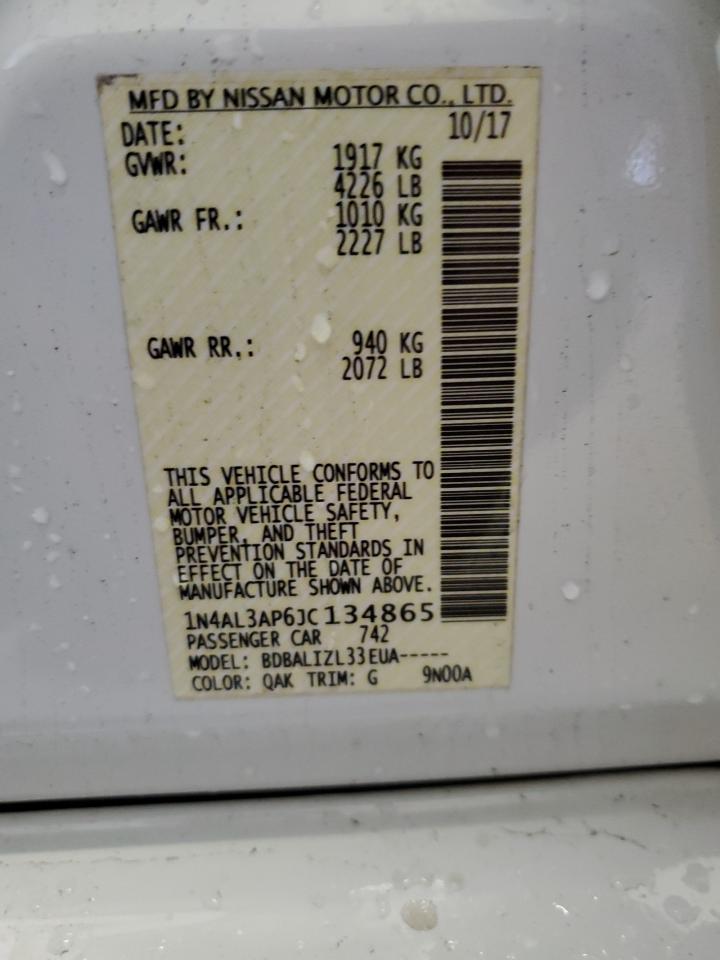 MFD BY NISSAN MOTOR CO., LTD.
DATE: 10/17
GVWR: 1917 KG
4226 LB
GAWR FR.: 1010 KG
2227 LB
GAWR RR.: 940 KG
2072 LB
THIS VEHICLE CONFORMS TO
ALL APPLICABLE FEDERAL
MOTOR VEHICLE SAFETY,
BUMPER, AND THEFT
PREVENTION STANDARDS IN
EFFECT ON THE DATE OF
MANUFACTURE SHOWN ABOVE.
1N4AL3AP6JC134865
PASSENGER CAR 742
MODEL: BDBALIZL33EUA-----
COLOR: QAK TRIM: G 9N00A